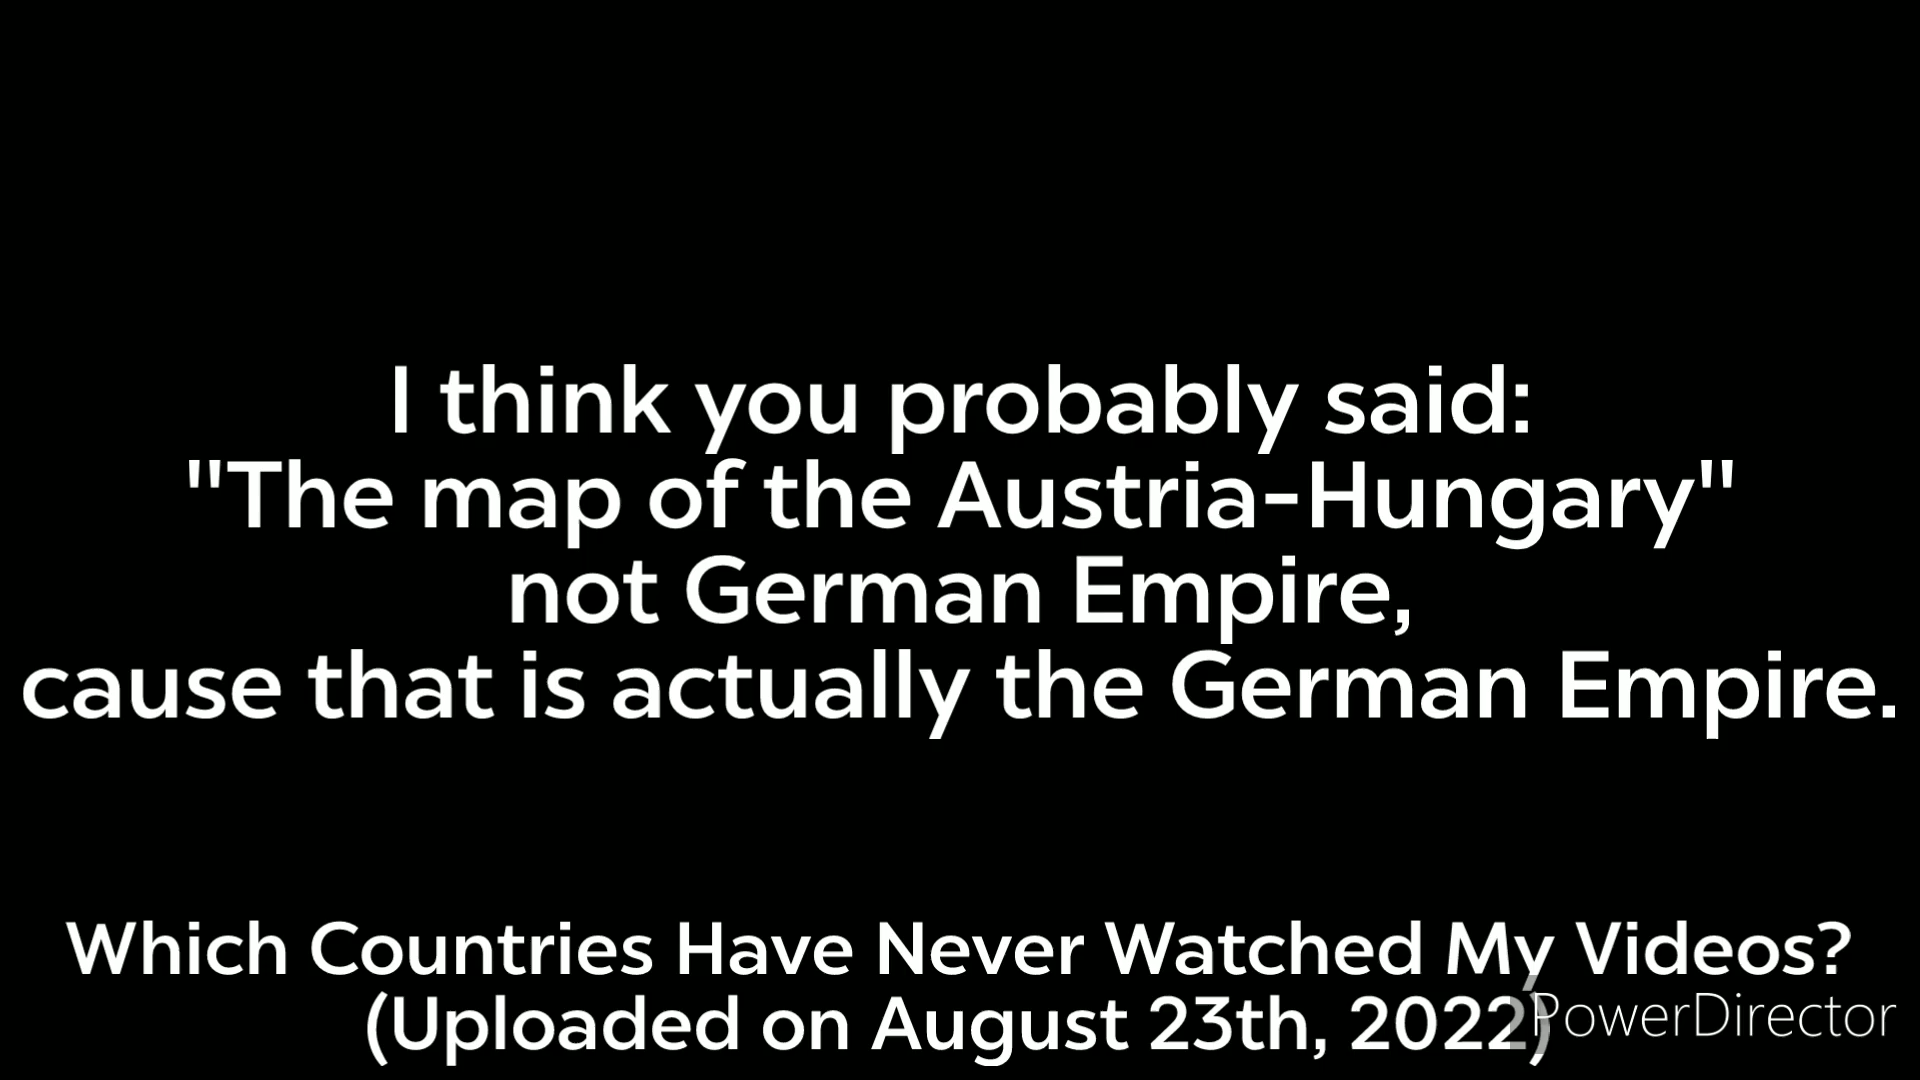 I think you probably said:
"The map of the Austria-Hungary"
not German Empire,
cause that is actually the German Empire.
Which Countries Have Never Watched My Videos?
(Uploaded on August 23th, 2022)
PowerDirector